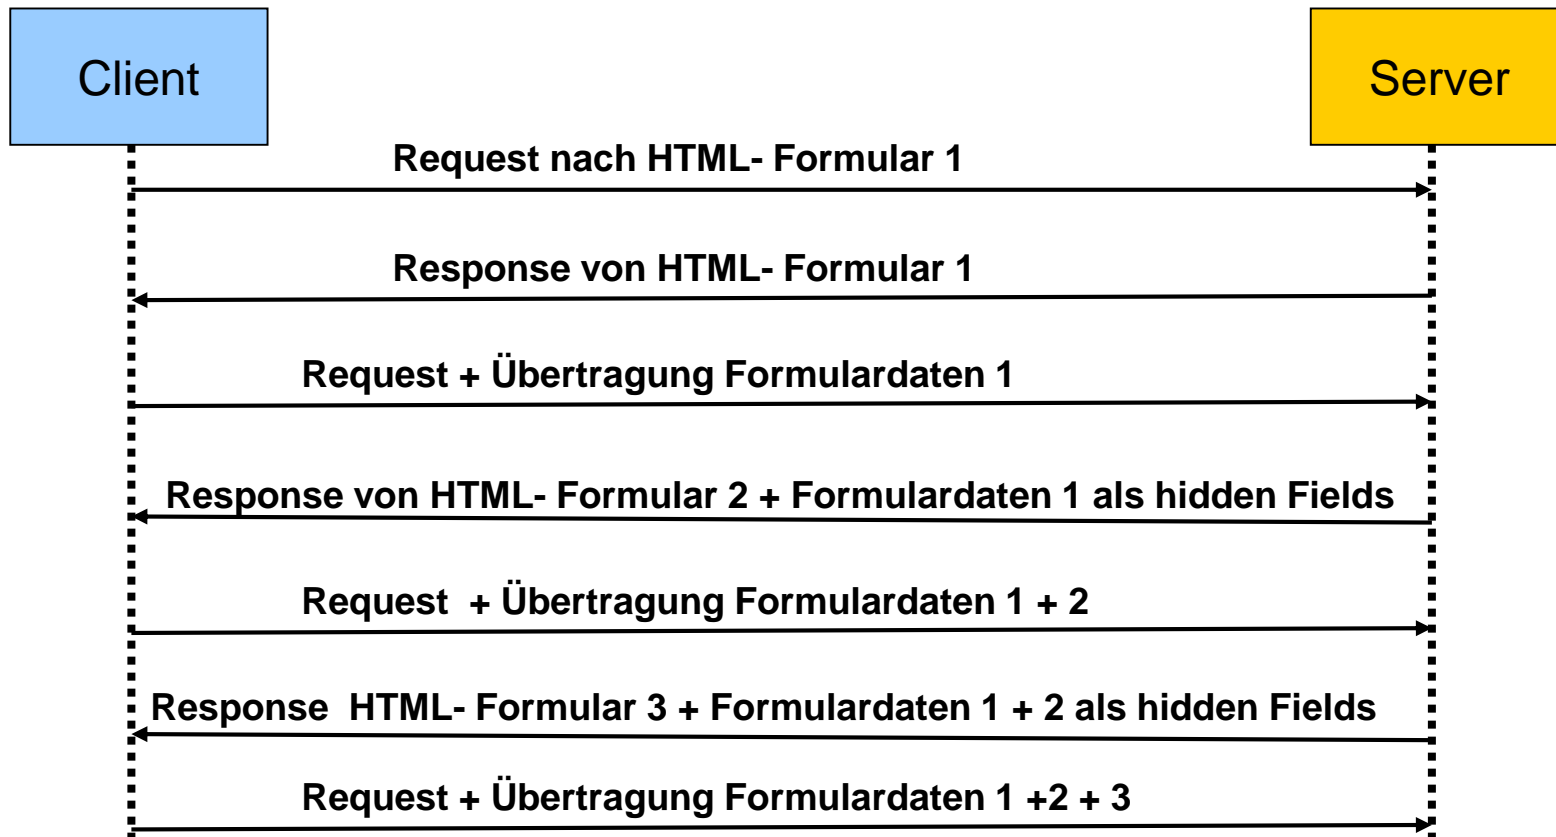 Client
Server
Request nach HTML- Formular 1
Response von HTML- Formular 1
Request + Übertragung Formulardaten 1
Response von HTML- Formular 2 + Formulardaten 1 als hidden Fields
Request  + Übertragung Formulardaten 1 + 2
Response  HTML- Formular 3 + Formulardaten 1 + 2 als hidden Fields
Request + Übertragung Formulardaten 1 +2 + 3